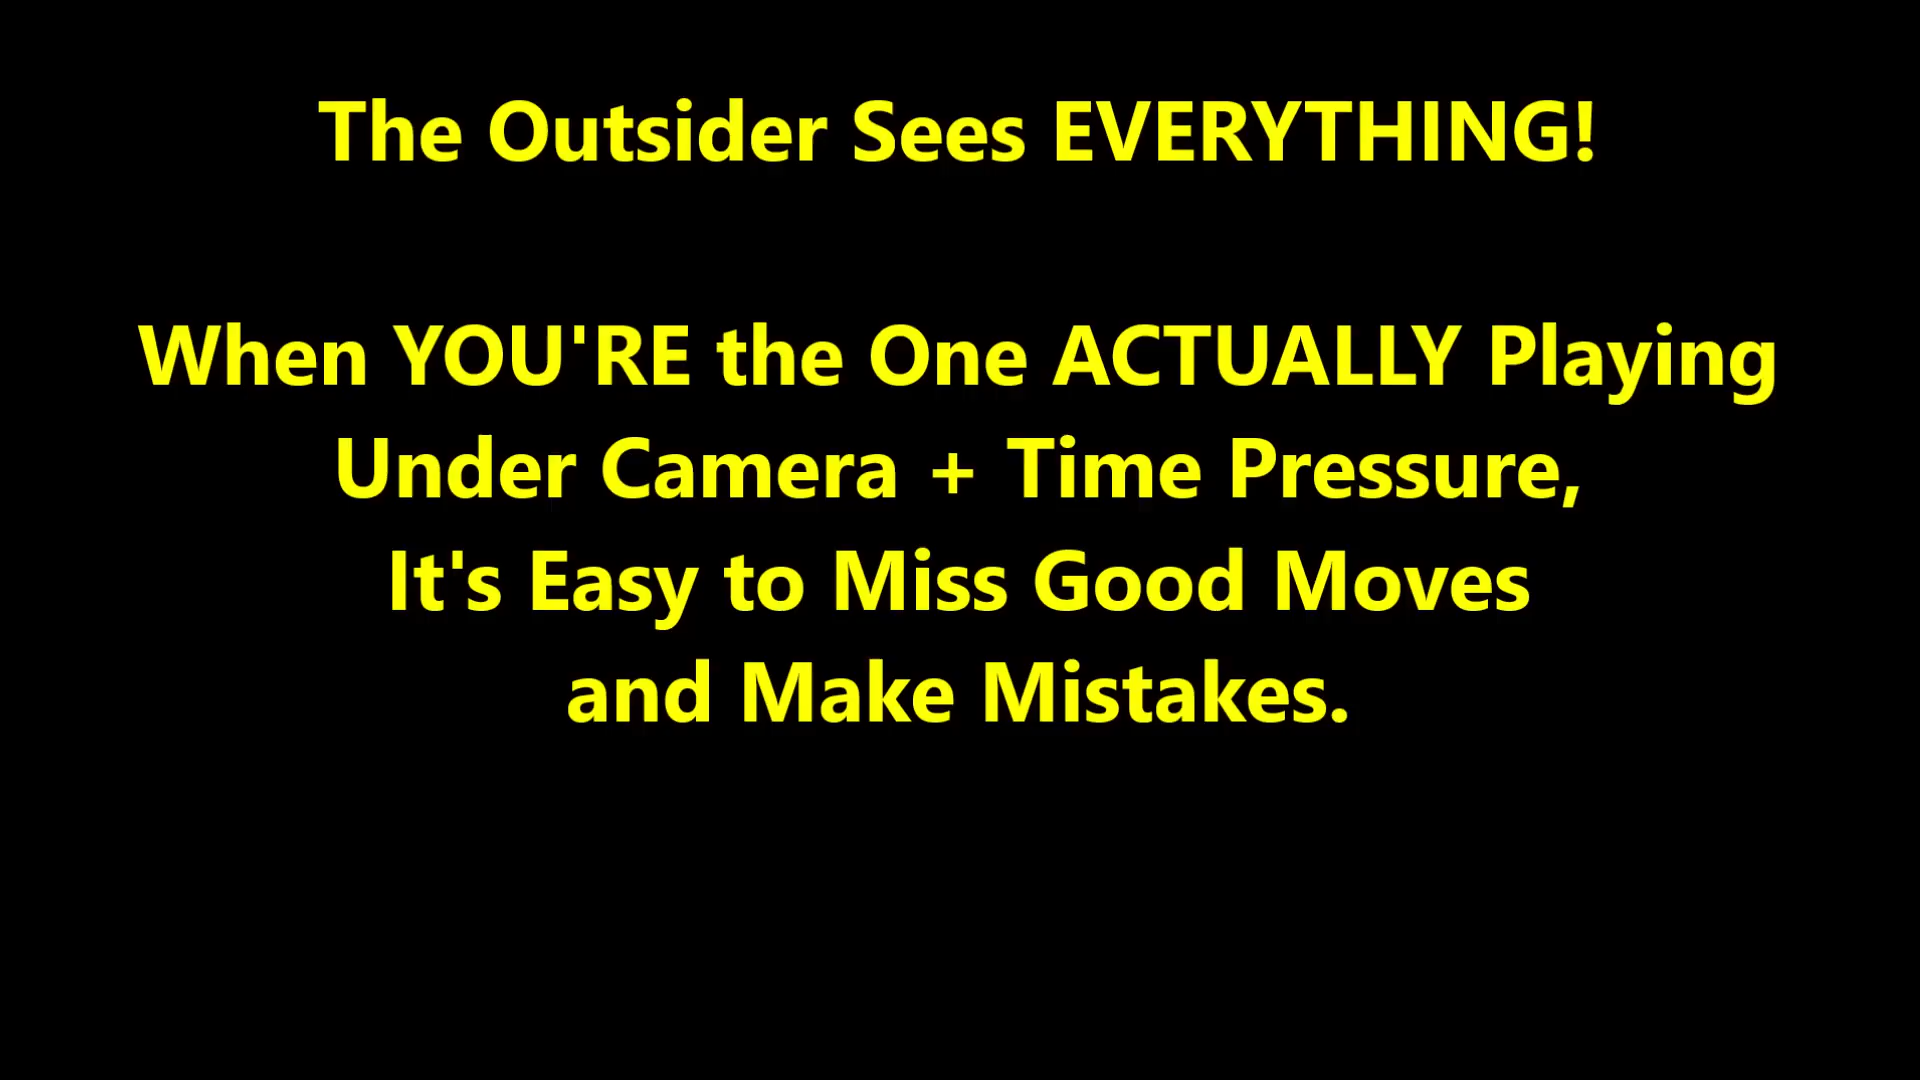 The Outsider Sees EVERYTHING!
When YOU'RE the One ACTUALLY Playing
Under Camera + Time Pressure,
It's Easy to Miss Good Moves
and Make Mistakes.